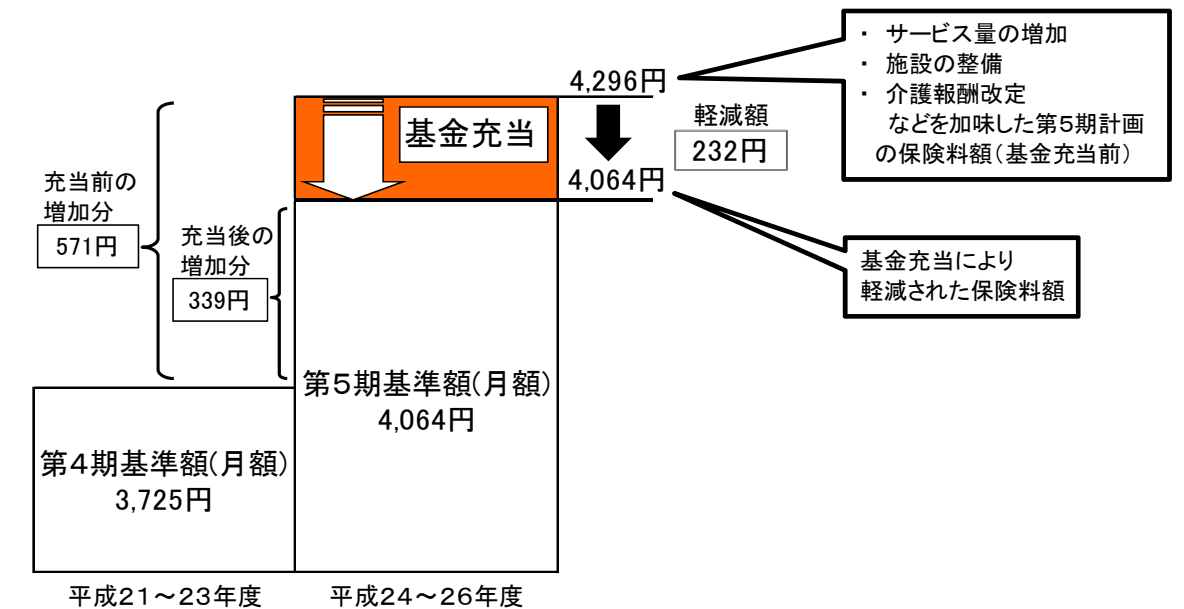 ・ サービス量の増加
・ 施設の整備
・ 介護報酬改定
などを加味した第5期計画
の保険料額(基金充当前)
4,296円
軽減額
232円
基金充当
4,064円
充当前の
増加分
571円
充当後の
増加分
339円
基金充当により
軽減された保険料額
第5期基準額(月額)
4,064円
第4期基準額(月額)
3,725円
平成21~23年度
平成24~26年度